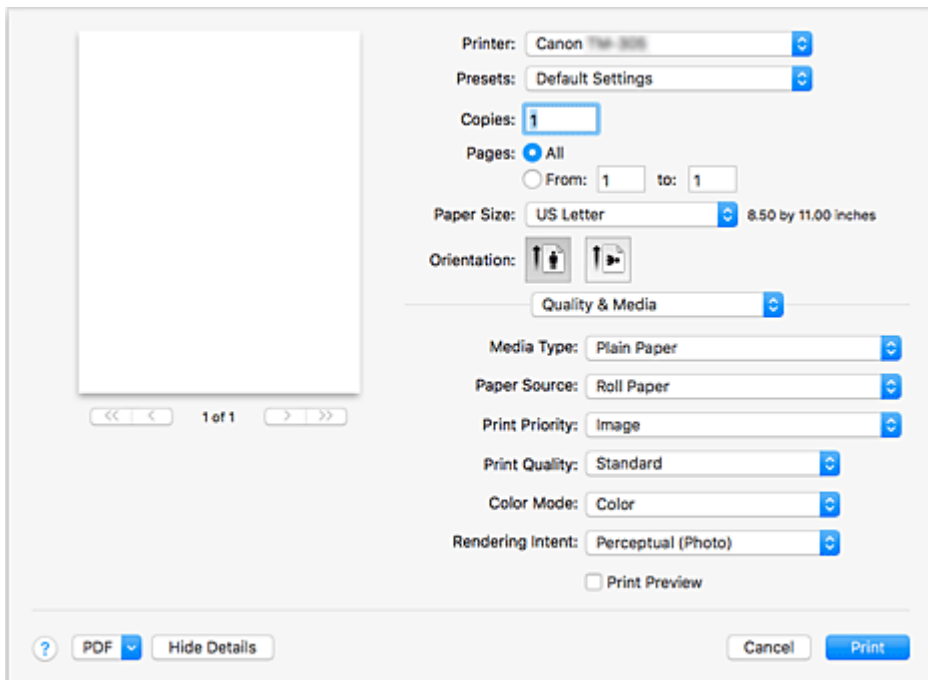 Printer: Canon
Presets: Default Settings
Copies: 1
Pages: All
From: 1 to: 1
Paper Size: US Letter 8.50 by 11.00 inches
Orientation:
Quality & Media
Media Type: Plain Paper
Paper Source: Roll Paper
1 of 1
Print Priority: Image
Print Quality: Standard
Color Mode: Color
Rendering Intent: Perceptual (Photo)
Print Preview
? PDF Hide Details Cancel Print